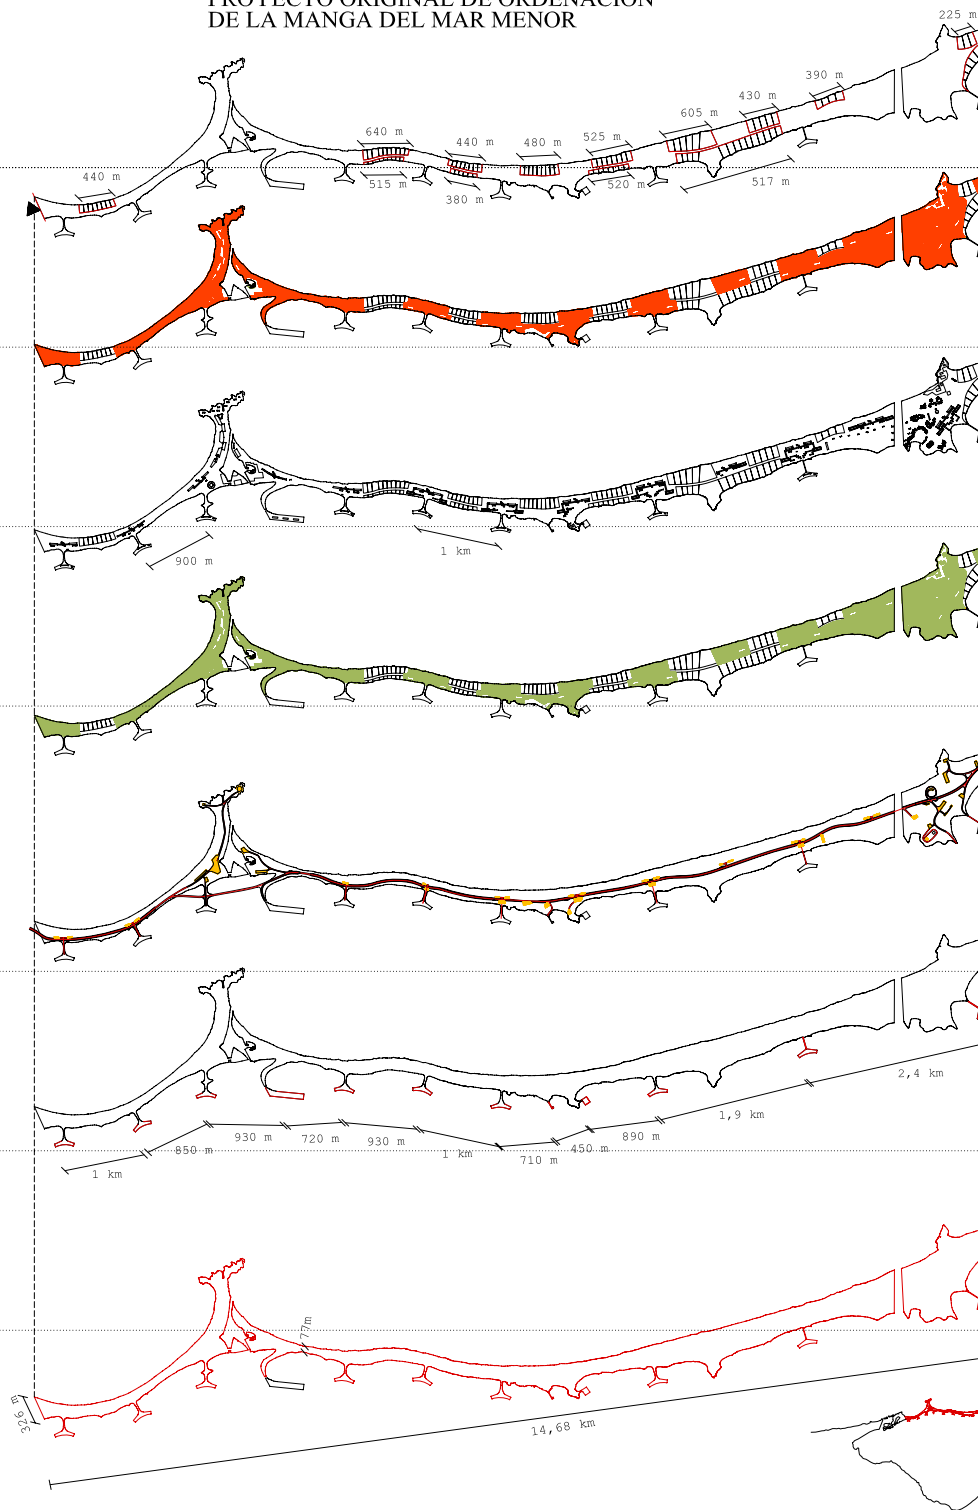 PROYECTO ORIGINAL DE ORDENACIÓN
DE LA MANGA DEL MAR MENOR
225 m
390 m
430 m
605 m
640 m
440 m
480 m
525 m
440 m
515 m
380 m
520 m
517 m
900 m
1 km
2,4 km
1,9 km
890 m
930 m
720 m
930 m
850 m
1 km
450 m
710 m
1 km
77m
326 m
14,68 km